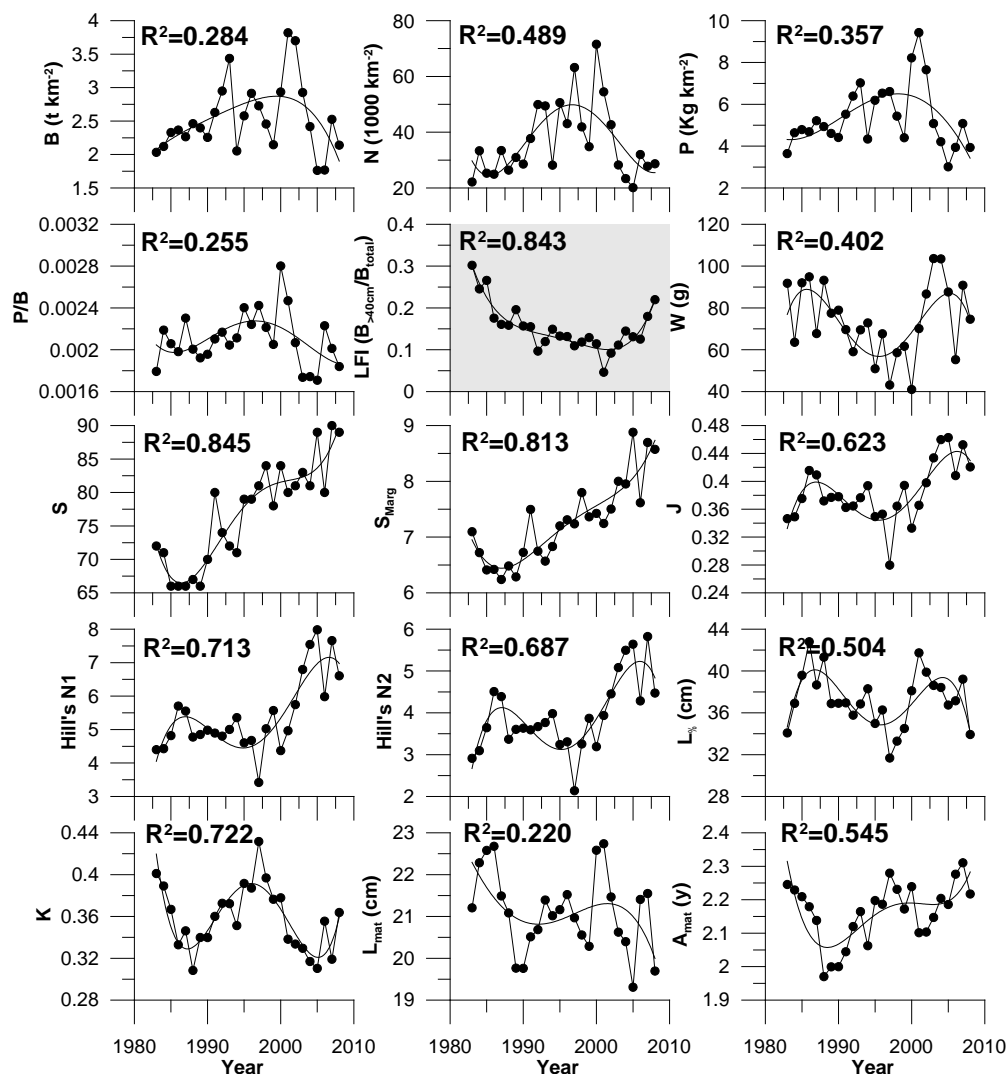 B (t km-2)
4
3.5
3
2.5
2
1.5
R²=0.284
N (1000 km-2)
80
60
40
20
R²=0.489
P (Kg km-2)
10
8
6
4
2
R²=0.357
P/B
0.0032
0.0028
0.0024
0.002
0.0016
R²=0.255
LFI (B>40cm/Btotal)
0.4
0.3
0.2
0.1
0
R²=0.843
W (g)
120
100
80
60
40
R²=0.402
S
90
85
80
75
70
65
R²=0.845
SMarg
9
8
7
6
R²=0.813
J
0.48
0.44
0.4
0.36
0.32
0.28
0.24
R²=0.623
Hill's N1
8
7
6
5
4
3
R²=0.713
Hill's N2
6
5
4
3
2
R²=0.687
L% (cm)
44
40
36
32
28
R²=0.504
K
0.44
0.4
0.36
0.32
0.28
R²=0.722
1980 1990 2000 2010
Year
Lmat (cm)
23
22
21
20
19
R²=0.220
1980 1990 2000 2010
Year
Amat (y)
2.4
2.3
2.2
2.1
2
1.9
R²=0.545
1980 1990 2000 2010
Year